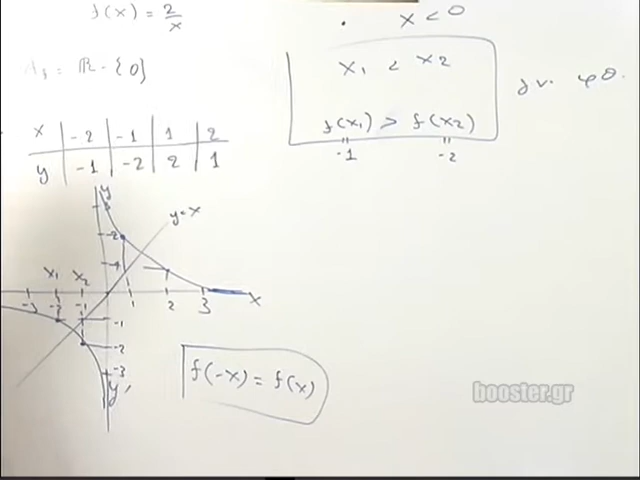 f(x) = 2/x
A_f = ℝ - {0}
x | -2 | -1 | 1 | 2
y | -1 | -2 | 2 | 1
x < 0
x₁ < x₂
f(x₁) > f(x₂)
-1 -2
γν. φθ.
y
y=x
x₁ x₂
-3 -2 -1 1 2 3 x
-1
-2
-3
y'
f(-x) = f(x)
booster.gr